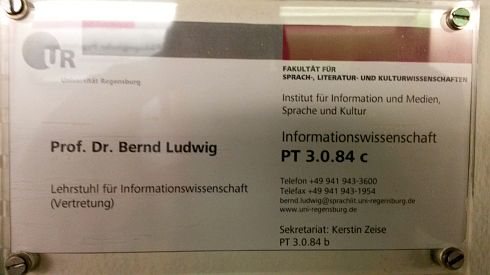 UR
Universität Regensburg
FAKULTÄT FÜR
SPRACH-, LITERATUR- UND KULTURWISSENSCHAFTEN
Institut für Information und Medien,
Sprache und Kultur
Prof. Dr. Bernd Ludwig
Lehrstuhl für Informationswissenschaft
(Vertretung)
Informationswissenschaft
PT 3.0.84 c
Telefon +49 941 943-3600
Telefax +49 941 943-1954
bernd.ludwig@sprachlit.uni-regensburg.de
www.uni-regensburg.de
Sekretariat: Kerstin Zeise
PT 3.0.84 b